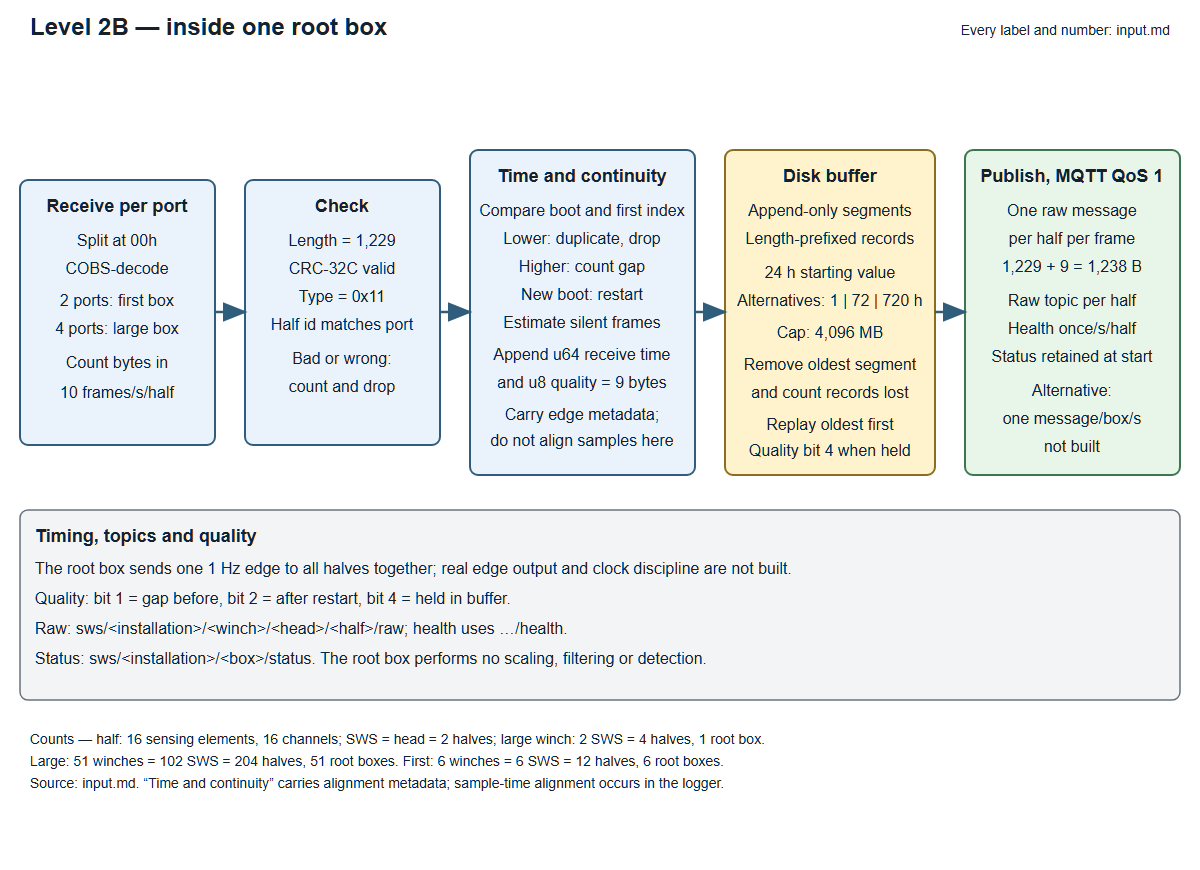 Level 2B — inside one root box
Every label and number: input.md
Receive per port
Split at 00h
COBS-decode
2 ports: first box
4 ports: large box
Count bytes in
10 frames/s/half
Check
Length = 1,229
CRC-32C valid
Type = 0x11
Half id matches port
Bad or wrong:
count and drop
Time and continuity
Compare boot and first index
Lower: duplicate, drop
Higher: count gap
New boot: restart
Estimate silent frames
Append u64 receive time
and u8 quality = 9 bytes
Carry edge metadata;
do not align samples here
Disk buffer
Append-only segments
Length-prefixed records
24 h starting value
Alternatives: 1 | 72 | 720 h
Cap: 4,096 MB
Remove oldest segment
and count records lost
Replay oldest first
Quality bit 4 when held
Publish, MQTT QoS 1
One raw message
per half per frame
1,229 + 9 = 1,238 B
Raw topic per half
Health once/s/half
Status retained at start
Alternative:
one message/box/s
not built
Timing, topics and quality
The root box sends one 1 Hz edge to all halves together; real edge output and clock discipline are not built.
Quality: bit 1 = gap before, bit 2 = after restart, bit 4 = held in buffer.
Raw: sws/<installation>/<winch>/<head>/<half>/raw; health uses …/health.
Status: sws/<installation>/<box>/status. The root box performs no scaling, filtering or detection.
Counts — half: 16 sensing elements, 16 channels; SWS = head = 2 halves; large winch: 2 SWS = 4 halves, 1 root box.
Large: 51 winches = 102 SWS = 204 halves, 51 root boxes. First: 6 winches = 6 SWS = 12 halves, 6 root boxes.
Source: input.md. “Time and continuity” carries alignment metadata; sample-time alignment occurs in the logger.